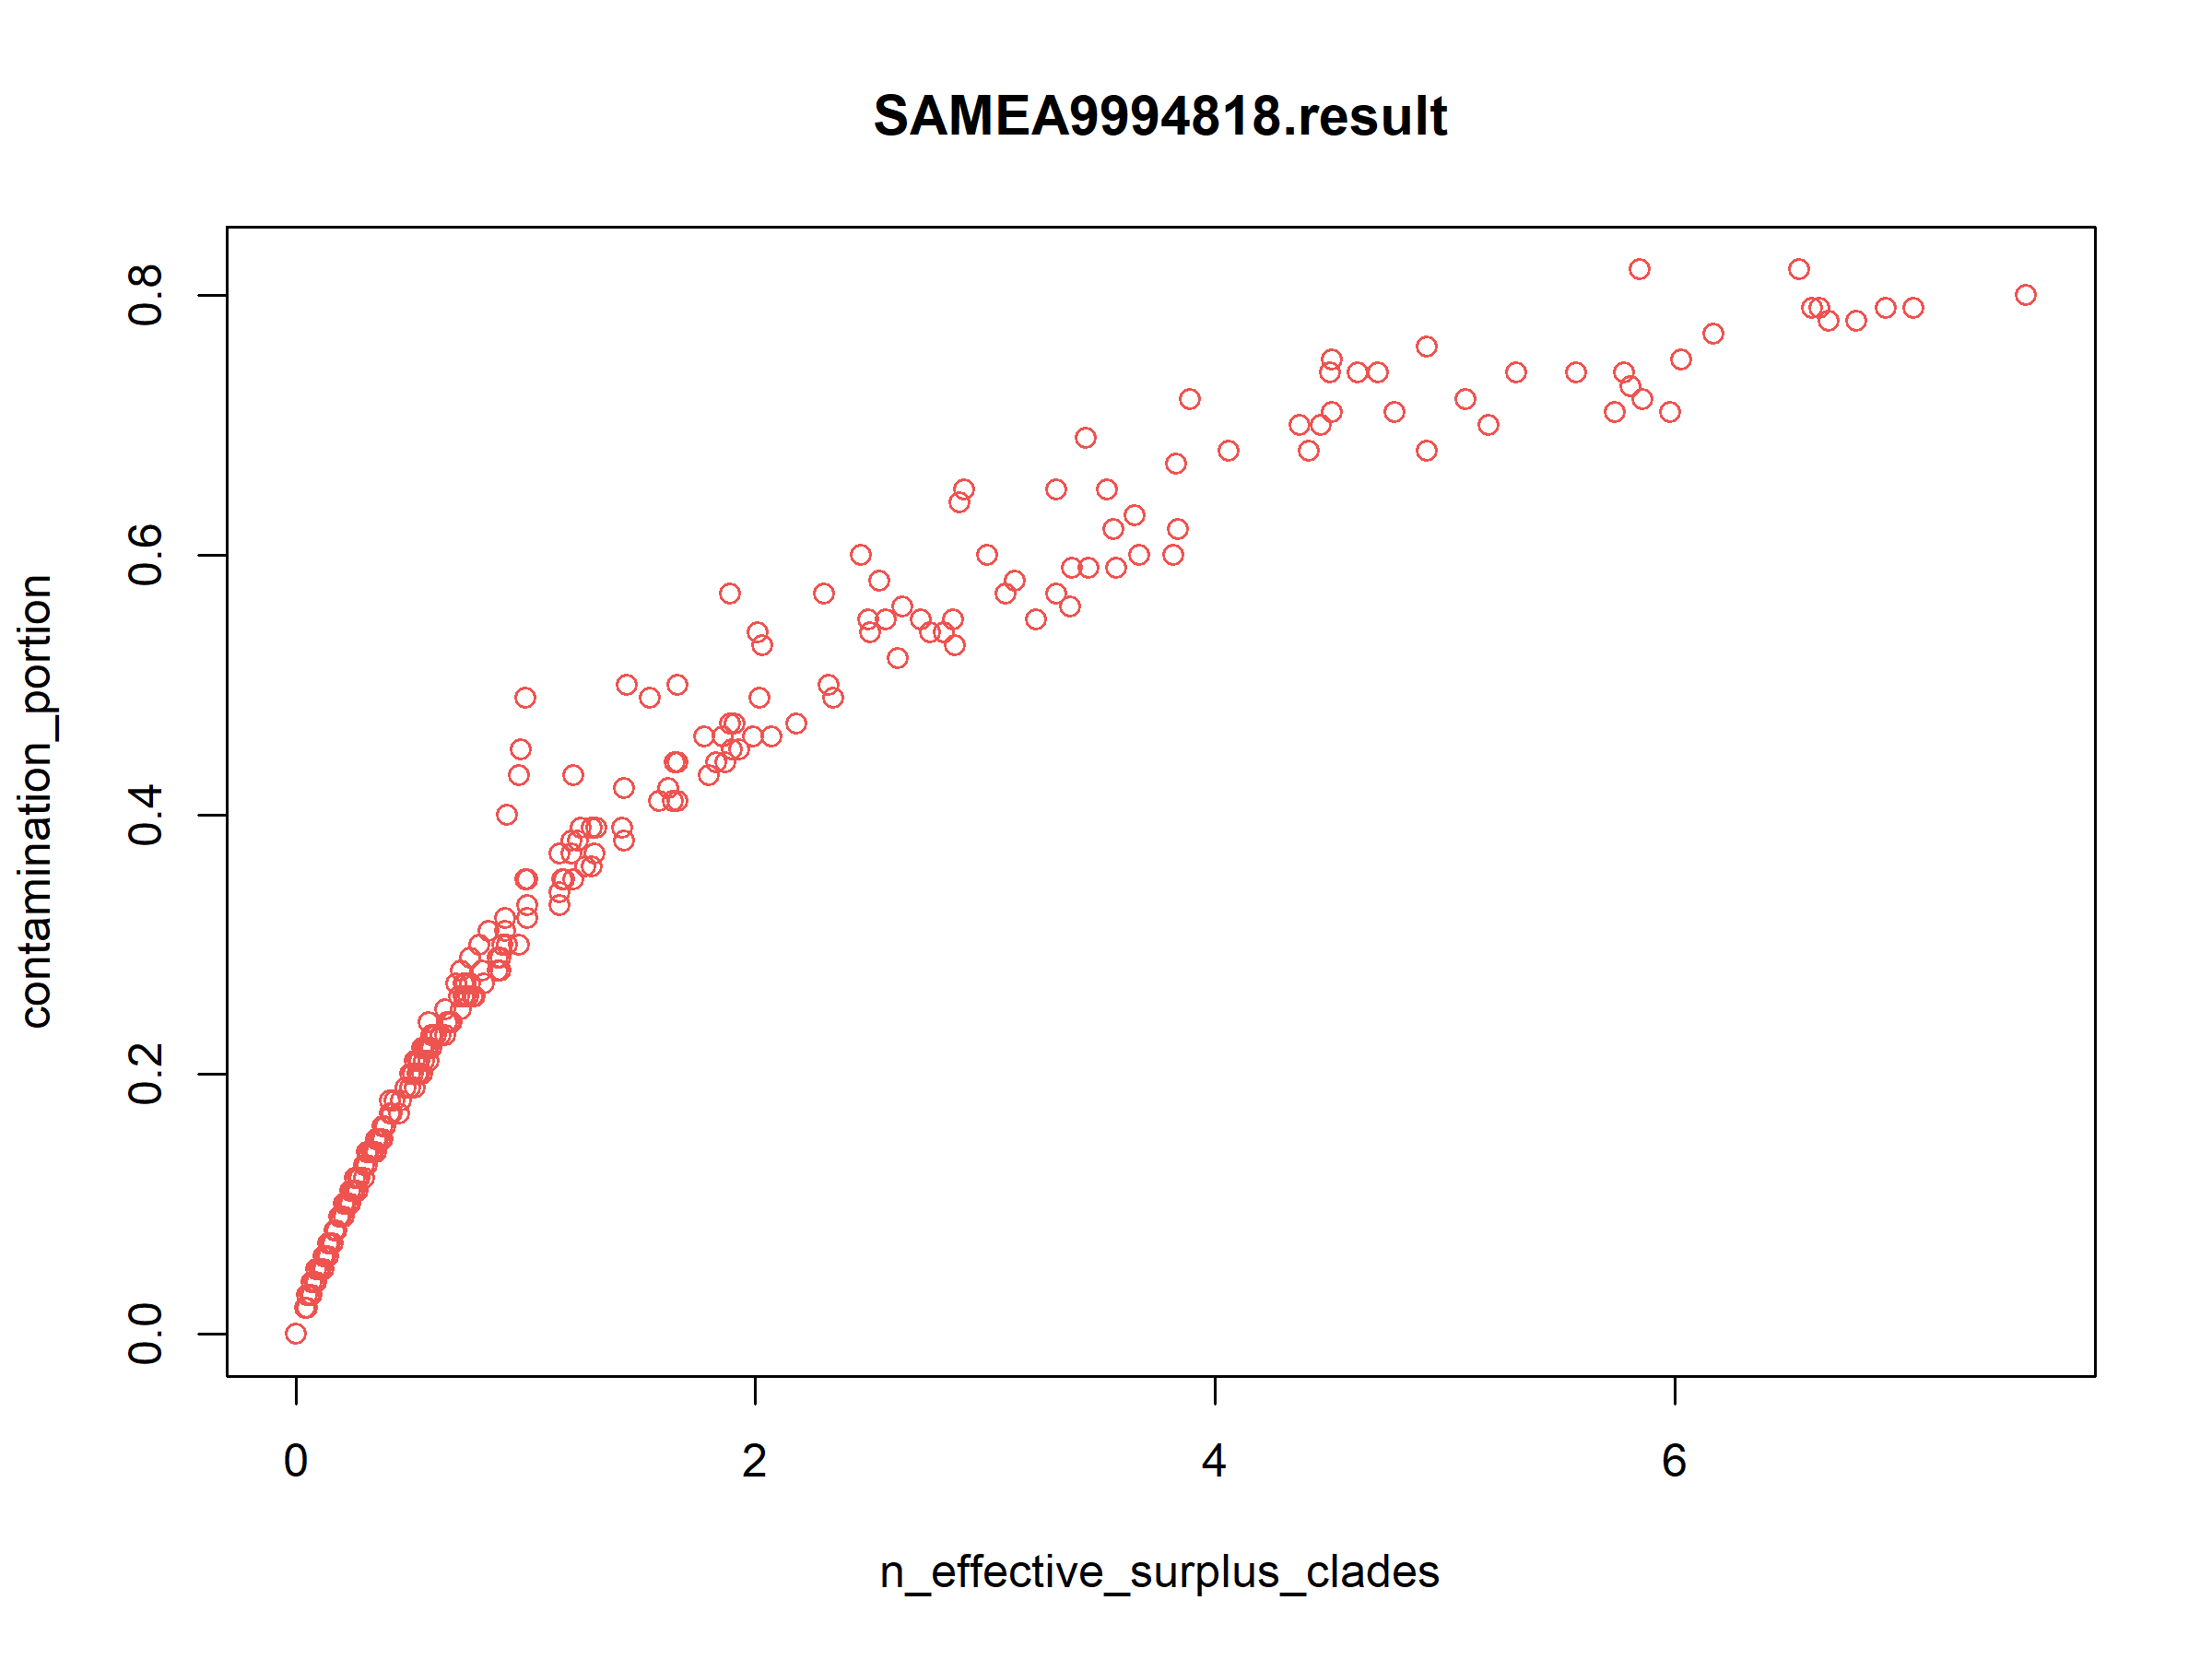 SAMEA9994818.result
contamination_portion
0.8
0.6
0.4
0.2
0.0
0 2 4 6
n_effective_surplus_clades